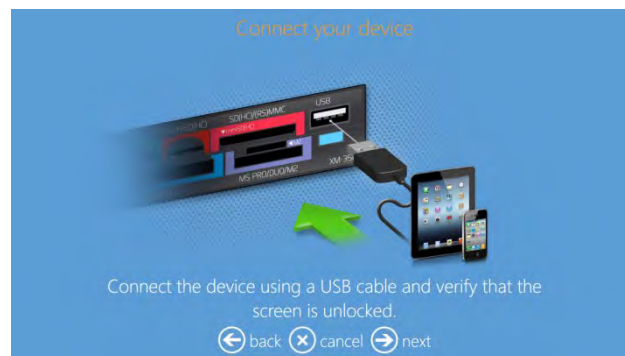 Connect your device
SD(HC)/(RS)MMC
USB
MS PRO/DUO/M2
Connect the device using a USB cable and verify that the
screen is unlocked.
back cancel next